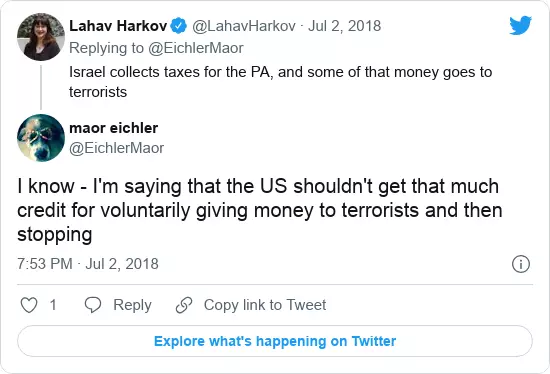 Lahav Harkov @LahavHarkov · Jul 2, 2018
Replying to @EichlerMaor
Israel collects taxes for the PA, and some of that money goes to
terrorists
maor eichler
@EichlerMaor
I know - I'm saying that the US shouldn't get that much
credit for voluntarily giving money to terrorists and then
stopping
7:53 PM · Jul 2, 2018
1 Reply Copy link to Tweet
Explore what's happening on Twitter